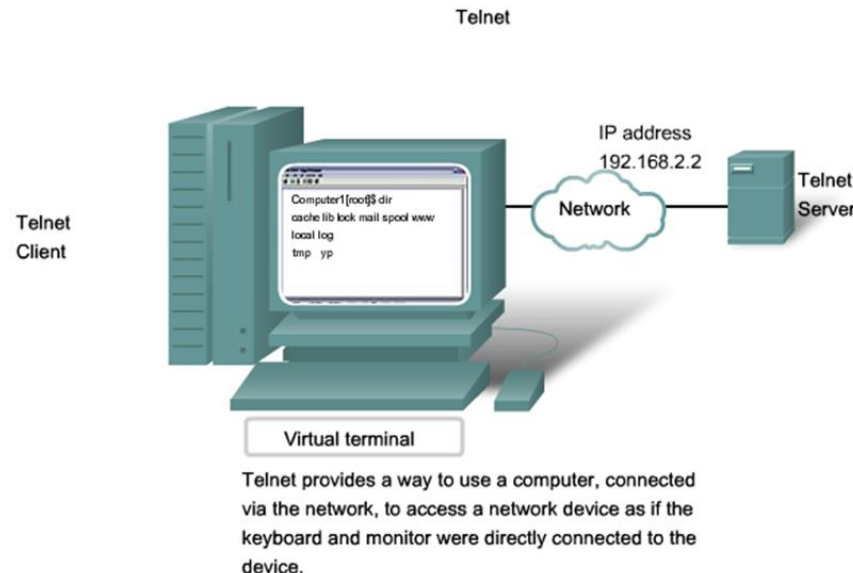 Telnet
IP address
192.168.2.2
Telnet
Server
Network
Telnet
Client
Computer1[root]$ dir
cache lib lock mail spool www
local log
tmp yp
Virtual terminal
Telnet provides a way to use a computer, connected
via the network, to access a network device as if the
keyboard and monitor were directly connected to the
device.